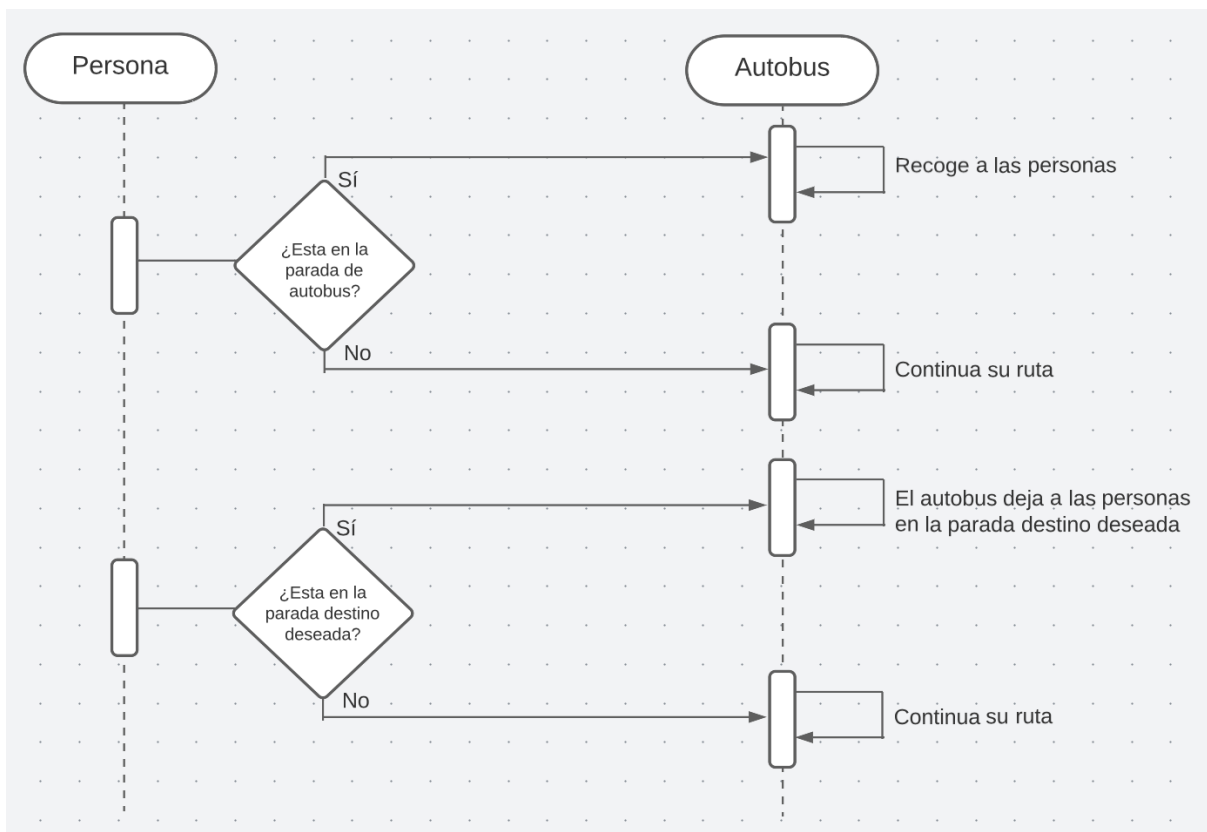 Persona
Autobus
Sí
Recoge a las personas
¿Esta en la
parada de
autobus?
No
Continua su ruta
Sí
El autobus deja a las personas
en la parada destino deseada
¿Esta en la
parada destino
deseada?
No
Continua su ruta